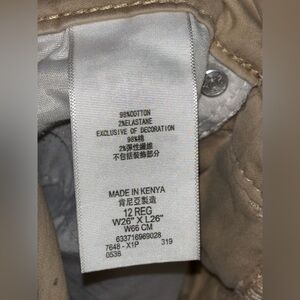 98%COTTON
2%ELASTANE
EXCLUSIVE OF DECORATION
98%棉
2%彈性纖維
不包括裝飾部分
MADE IN KENYA
肯尼亞製造
12 REG
W26" X L26"
W66 CM
633716969028
7648 - X1P 319
0538